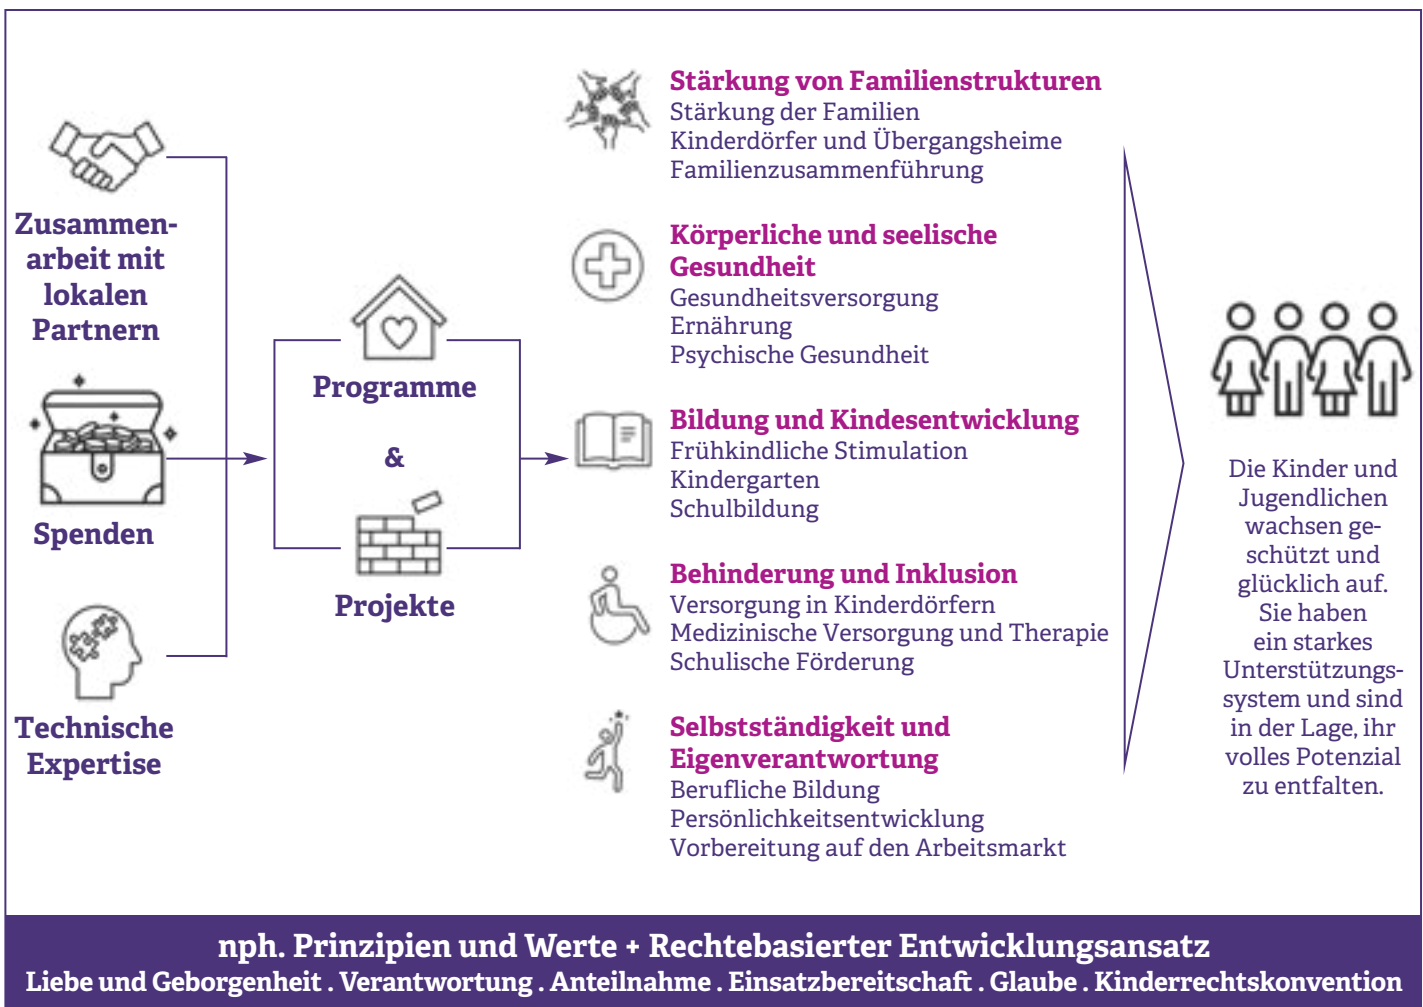 Zusammen-
arbeit mit
lokalen
Partnern
Spenden
Technische
Expertise
Programme
&
Projekte
Stärkung von Familienstrukturen
Stärkung der Familien
Kinderdörfer und Übergangsheime
Familienzusammenführung
Körperliche und seelische
Gesundheit
Gesundheitsversorgung
Ernährung
Psychische Gesundheit
Bildung und Kindesentwicklung
Frühkindliche Stimulation
Kindergarten
Schulbildung
Behinderung und Inklusion
Versorgung in Kinderdörfern
Medizinische Versorgung und Therapie
Schulische Förderung
Selbstständigkeit und
Eigenverantwortung
Berufliche Bildung
Persönlichkeitsentwicklung
Vorbereitung auf den Arbeitsmarkt
Die Kinder und
Jugendlichen
wachsen ge-
schützt und
glücklich auf.
Sie haben
ein starkes
Unterstützungs-
system und sind
in der Lage, ihr
volles Potenzial
zu entfalten.
nph. Prinzipien und Werte + Rechtebasierter Entwicklungsansatz
Liebe und Geborgenheit . Verantwortung . Anteilnahme . Einsatzbereitschaft . Glaube . Kinderrechtskonvention